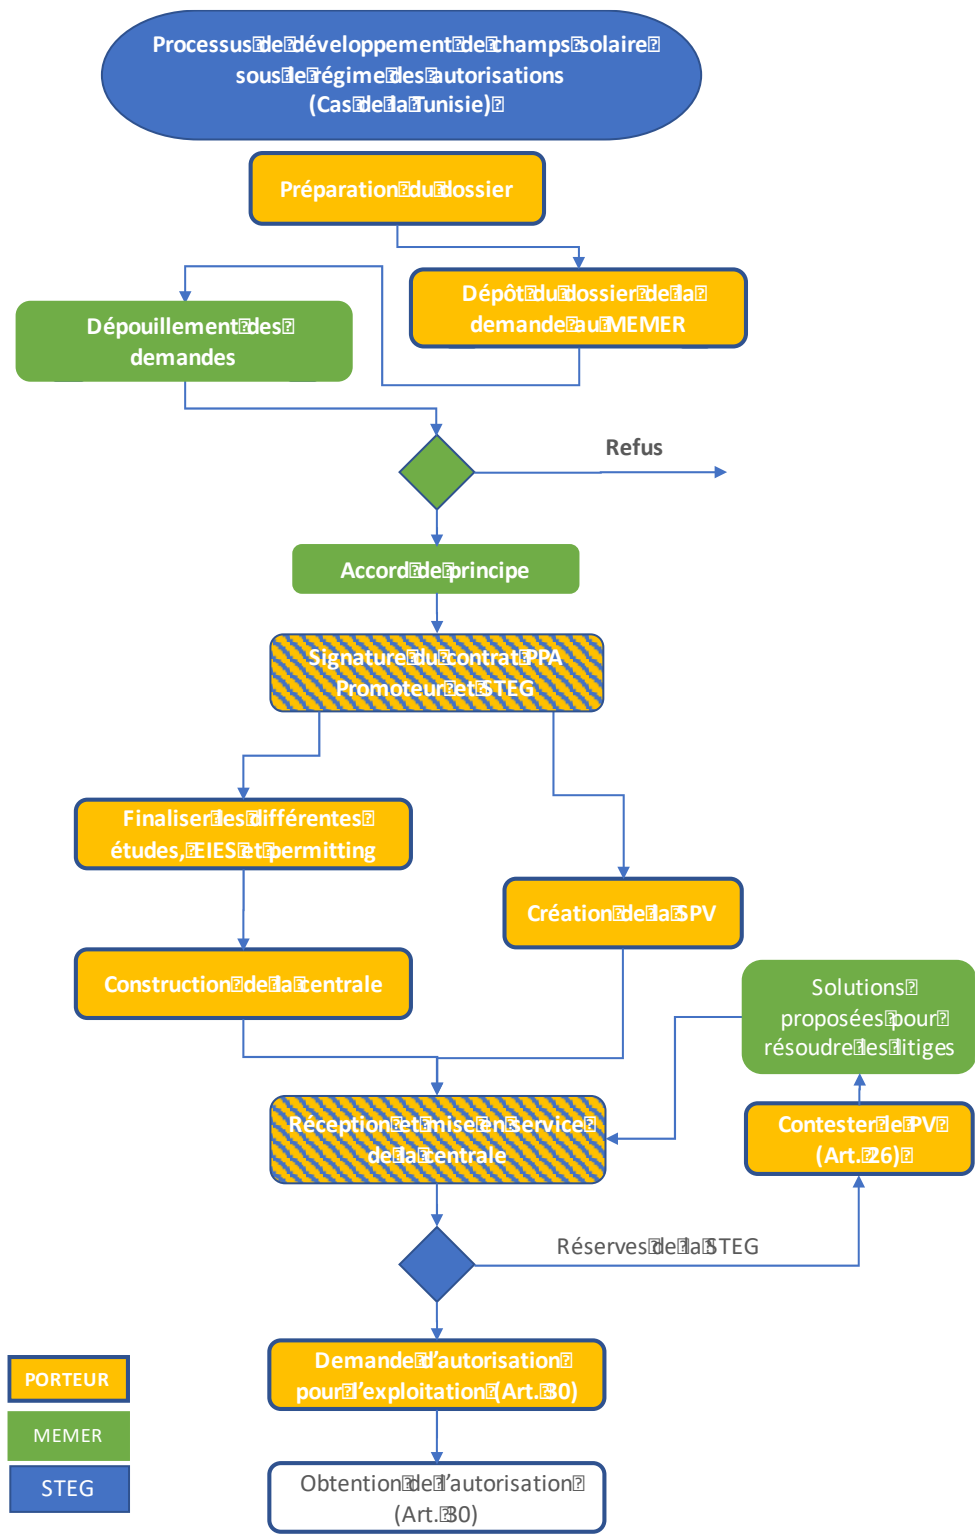 Processus de développement de champs solaire
sous le régime des autorisations
(Cas de la Tunisie)
Préparation du dossier
Dépôt du dossier de la
demande au MEMER
Dépouillement des
demandes
Refus
Accord de principe
Signature du contrat PPA
Promoteur et STEG
Finaliser les différentes
études, EIES et permitting
Création de la SPV
Construction de la centrale
Solutions
proposées pour
résoudre les litiges
Réception et mise en service
de la centrale
Contester le PV
(Art. 26)
Réserves de la STEG
Demande d’autorisation
pour l’exploitation (Art. 30)
PORTEUR
MEMER
STEG
Obtention de l’autorisation
(Art. 30)